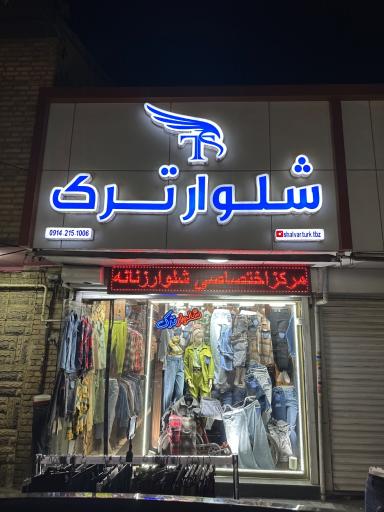 TS
شلوار ترک
0914 215 1006
shalvarturk.tbz
مرکز اختصاصی شلوار زنانه
شلوار ترک